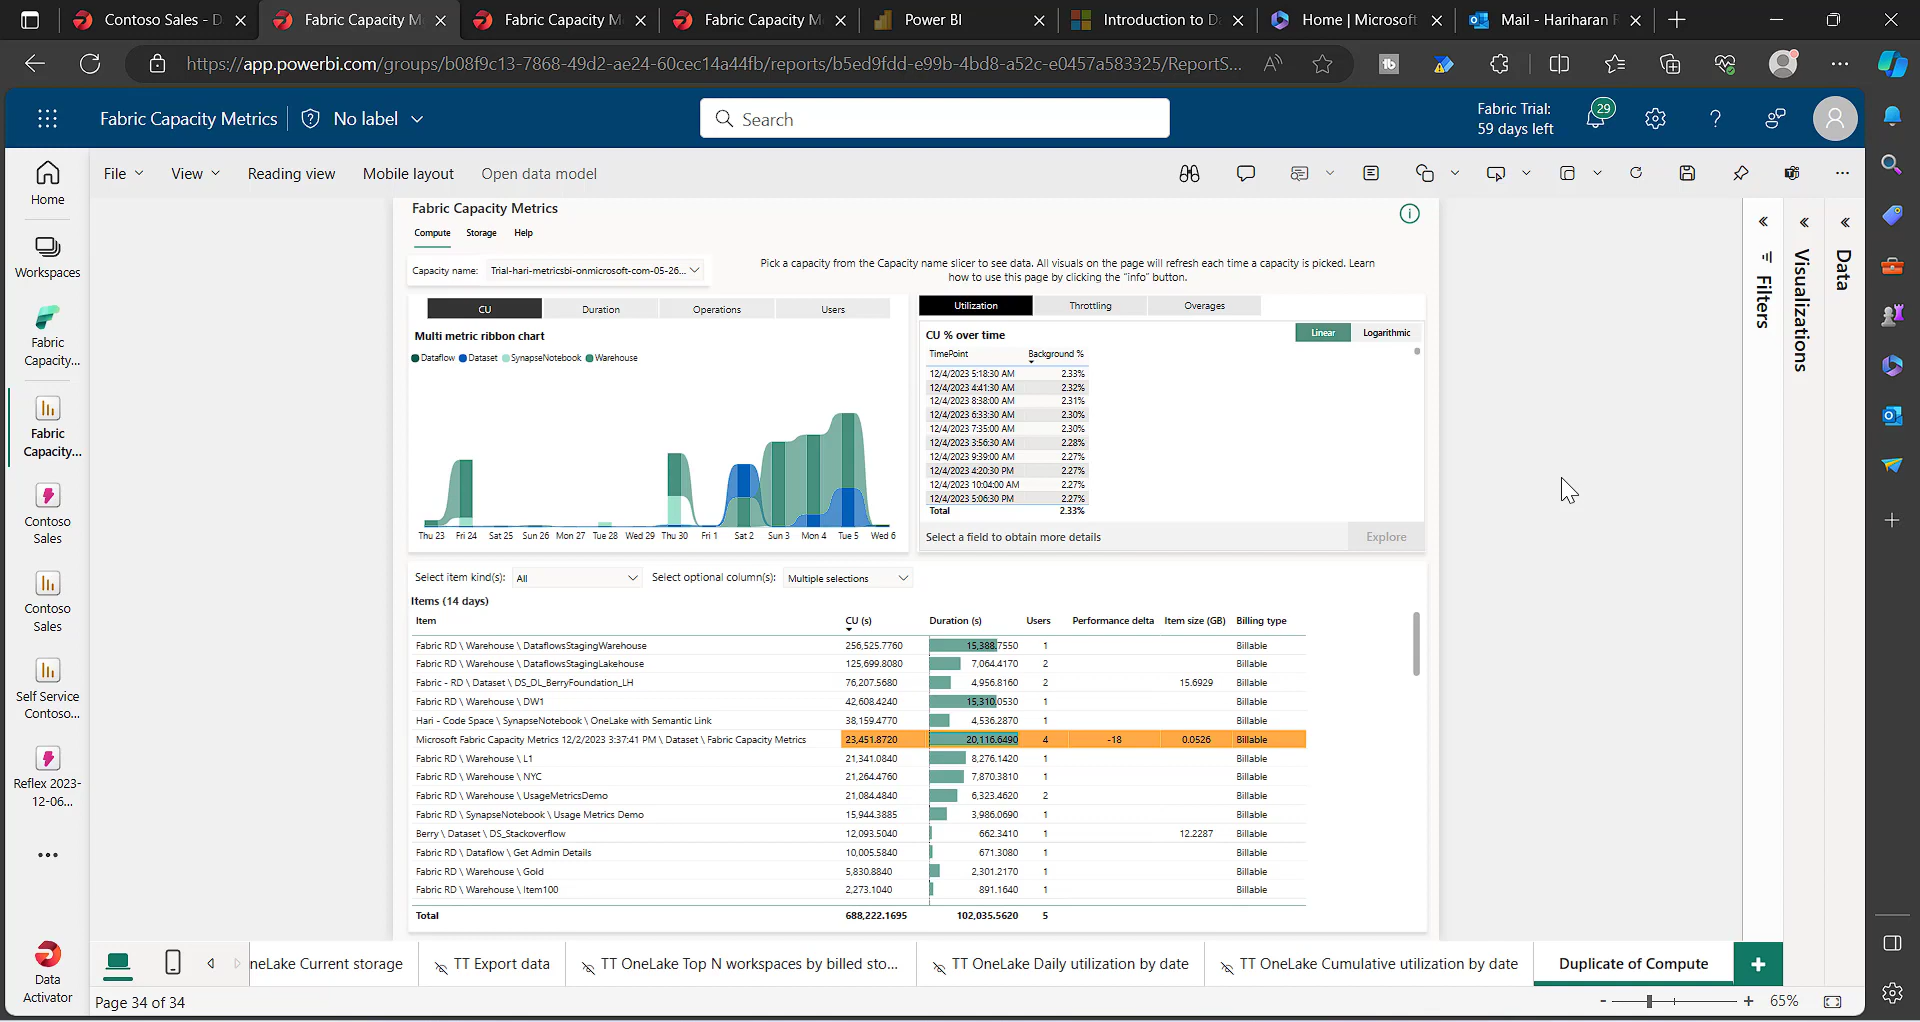 Contoso Sales - D
Fabric Capacity M
Fabric Capacity M
Fabric Capacity M
Power BI
Introduction to Da
Home | Microsoft
Mail - Hariharan R
https://app.powerbi.com/groups/b08f9c13-7868-49d2-ae24-60cec14a44fb/reports/b5ed9fdd-e99b-4bd8-a52c-e0457a583325/ReportS...
Fabric Capacity Metrics
No label
Search
Fabric Trial:
59 days left
29
Home
Workspaces
Fabric
Capacity...
Fabric
Capacity...
Contoso
Sales
Contoso
Sales
Self Service
Contoso...
Reflex 2023-
12-06...
Data
Activator
File
View
Reading view
Mobile layout
Open data model
Fabric Capacity Metrics
Compute Storage Help
Capacity name: Trial-hari-metricsbi-onmicrosoft-com-05-26...
Pick a capacity from the Capacity name slicer to see data. All visuals on the page will refresh each time a capacity is picked. Learn
how to use this page by clicking the "info" button.
CU Duration Operations Users
Multi metric ribbon chart
Dataflow Dataset SynapseNotebook Warehouse
Thu 23 Fri 24 Sat 25 Sun 26 Mon 27 Tue 28 Wed 29 Thu 30 Fri 1 Sat 2 Sun 3 Mon 4 Tue 5 Wed 6
Utilization Throttling Overages
CU % over time
Linear Logarithmic
TimePoint Background %
12/4/2023 5:18:30 AM 2.33%
12/4/2023 4:41:30 AM 2.32%
12/4/2023 8:38:00 AM 2.31%
12/4/2023 6:33:30 AM 2.30%
12/4/2023 7:35:00 AM 2.30%
12/4/2023 3:56:30 AM 2.28%
12/4/2023 9:39:00 AM 2.27%
12/4/2023 4:20:30 PM 2.27%
12/4/2023 10:04:00 AM 2.27%
12/4/2023 5:06:30 PM 2.27%
Total 2.33%
Select a field to obtain more details
Explore
Select item kind(s): All
Select optional column(s): Multiple selections
Items (14 days)
Item CU (s) Duration (s) Users Performance delta Item size (GB) Billing type
Fabric RD \ Warehouse \ DataflowsStagingWarehouse 256,525.7760 15,388.7550 1 Billable
Fabric RD \ Warehouse \ DataflowsStagingLakehouse 125,699.8080 7,064.4170 2 Billable
Fabric - RD \ Dataset \ DS_DL_BerryFoundation_LH 76,207.5680 4,956.8160 2 15.6929 Billable
Fabric RD \ Warehouse \ DW1 42,608.4240 15,310.0530 1 Billable
Hari - Code Space \ SynapseNotebook \ OneLake with Semantic Link 38,159.4770 4,536.2870 1 Billable
Microsoft Fabric Capacity Metrics 12/2/2023 3:37:41 PM \ Dataset \ Fabric Capacity Metrics 23,451.8720 20,116.6490 4 -18 0.0526 Billable
Fabric RD \ Warehouse \ L1 21,341.0840 8,276.1420 1 Billable
Fabric RD \ Warehouse \ NYC 21,264.4760 7,870.3810 1 Billable
Fabric RD \ Warehouse \ UsageMetricsDemo 21,084.4840 6,323.4620 2 Billable
Fabric RD \ SynapseNotebook \ Usage Metrics Demo 15,944.3885 3,986.0690 1 Billable
Berry \ Dataset \ DS_Stackoverflow 12,093.5040 662.3410 1 12.2287 Billable
Fabric RD \ Dataflow \ Get Admin Details 10,005.5840 671.3080 1 Billable
Fabric RD \ Warehouse \ Gold 5,830.8840 2,301.2170 1 Billable
Fabric RD \ Warehouse \ Item100 2,273.1040 891.1640 1 Billable
Total 688,222.1695 102,035.5620 5
Filters
Visualizations
Data
neLake Current storage
TT Export data
TT OneLake Top N workspaces by billed sto...
TT OneLake Daily utilization by date
TT OneLake Cumulative utilization by date
Duplicate of Compute
Page 34 of 34
65%